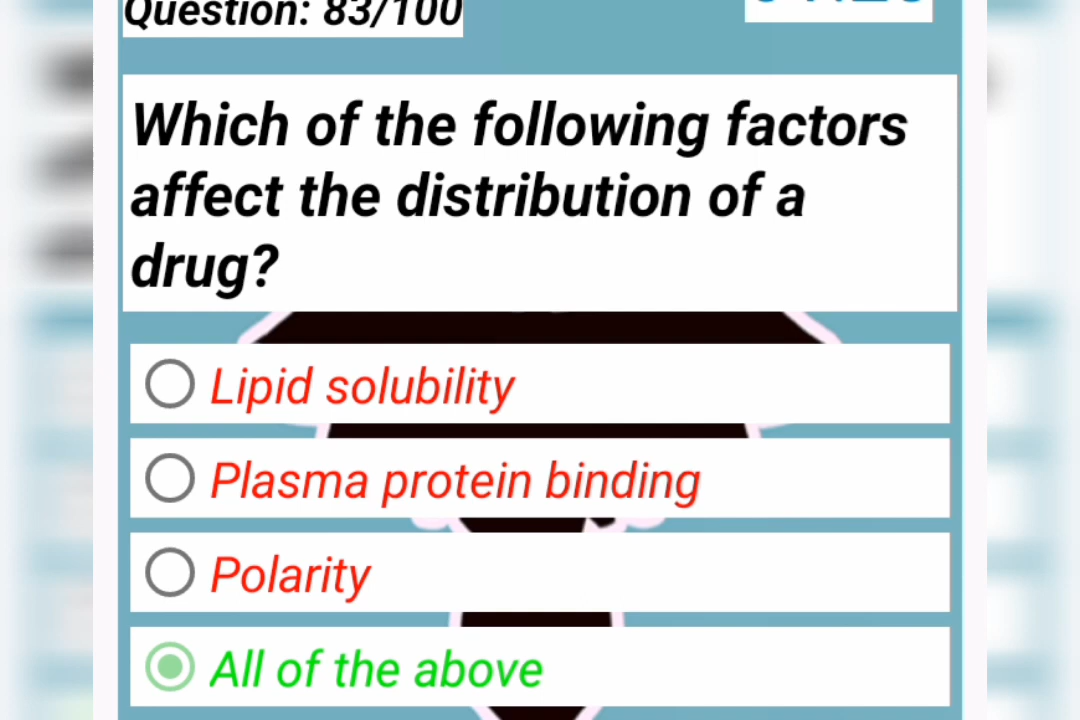 Question: 83/100
Which of the following factors
affect the distribution of a
drug?
Lipid solubility
Plasma protein binding
Polarity
All of the above